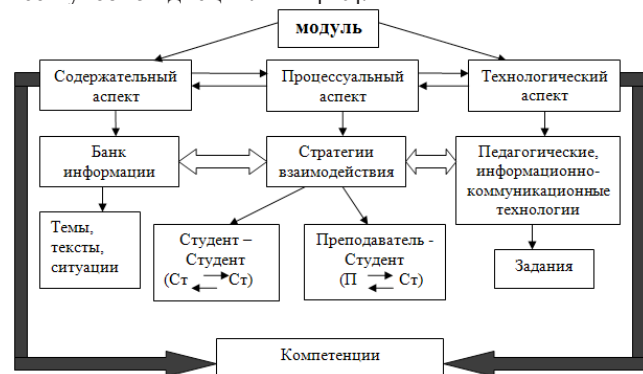 модуль
Содержательный
аспект
Процессуальный
аспект
Технологический
аспект
Банк
информации
Стратегии
взаимодействия
Педагогические,
информационно-
коммуникационные
технологии
Темы,
тексты,
ситуации
Студент –
Студент
(Ст Ст)
Преподаватель -
Студент
(П Ст)
Задания
Компетенции